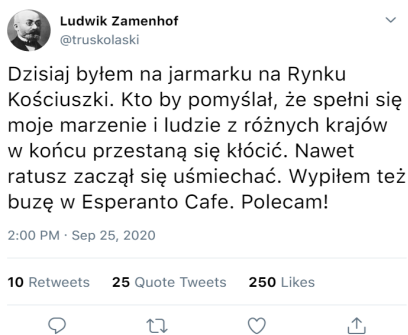 Ludwik Zamenhof
@truskolaski
Dzisiaj byłem na jarmarku na Rynku
Kościuszki. Kto by pomyślał, że spełni się
moje marzenie i ludzie z różnych krajów
w końcu przestaną się kłócić. Nawet
ratusz zaczął się uśmiechać. Wypiłem też
buzę w Esperanto Cafe. Polecam!
2:00 PM · Sep 25, 2020
10 Retweets 25 Quote Tweets 250 Likes